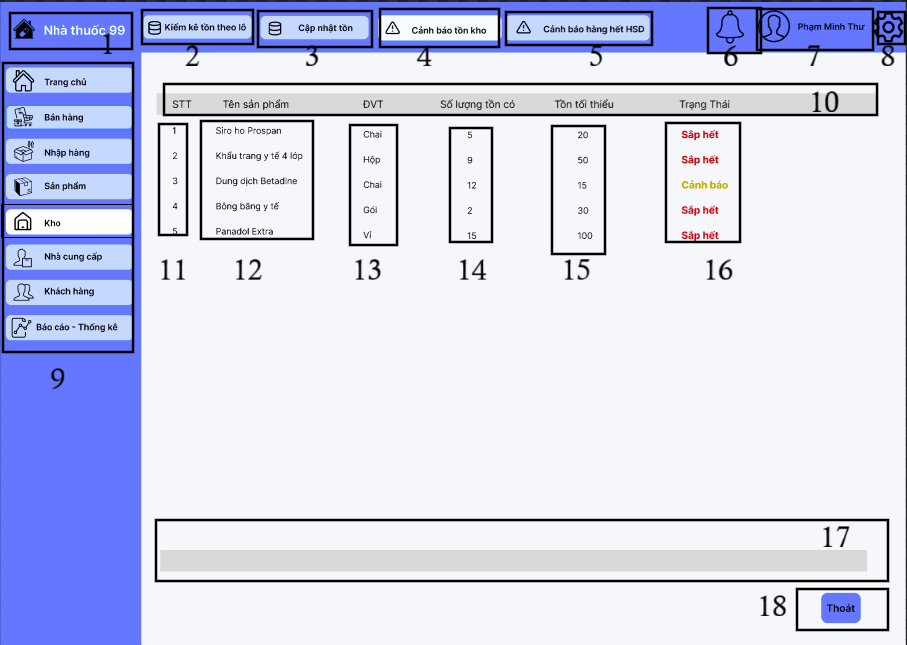 Nhà thuốc 99
1
Kiểm kê tồn theo lô
2
Cập nhật tồn
3
Cảnh báo tồn kho
4
Cảnh báo hàng hết HSD
5
6
Phạm Minh Thư
7
8
Trang chủ
Bán hàng
Nhập hàng
Sản phẩm
Kho
Nhà cung cấp
Khách hàng
Báo cáo - Thống kê
9
STT Tên sản phẩm ĐVT Số lượng tồn có Tồn tối thiểu Trạng Thái 10
1 Siro ho Prospan Chai 5 20 Sắp hết
2 Khẩu trang y tế 4 lớp Hộp 9 50 Sắp hết
3 Dung dịch Betadine Chai 12 15 Cảnh báo
4 Bông băng y tế Gói 2 30 Sắp hết
5 Panadol Extra Vỉ 15 100 Sắp hết
11 12 13 14 15 16
17
18 Thoát